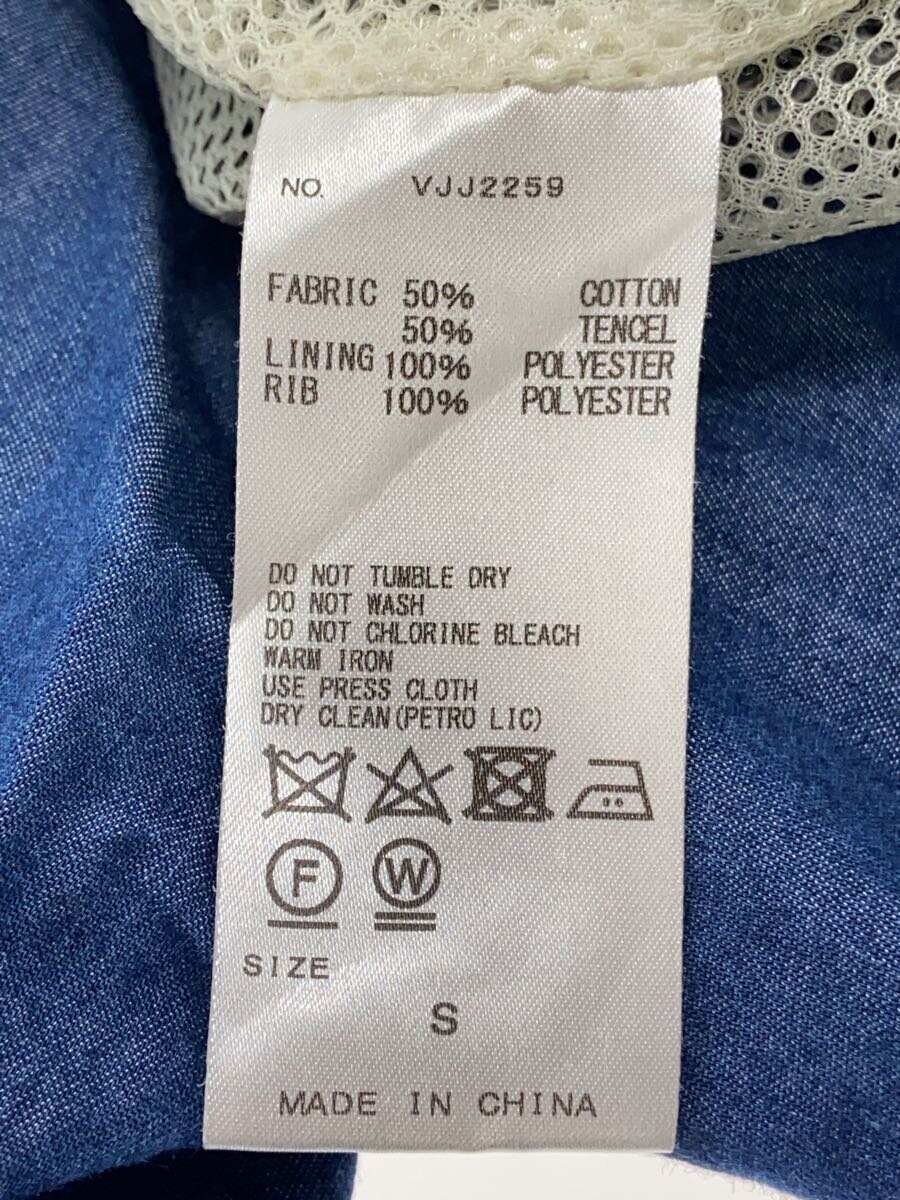 NO. VJJ2259
FABRIC 50% COTTON
50% TENCEL
LINING 100% POLYESTER
RIB 100% POLYESTER
DO NOT TUMBLE DRY
DO NOT WASH
DO NOT CHLORINE BLEACH
WARM IRON
USE PRESS CLOTH
DRY CLEAN(PETRO LIC)
F W
SIZE
S
MADE IN CHINA